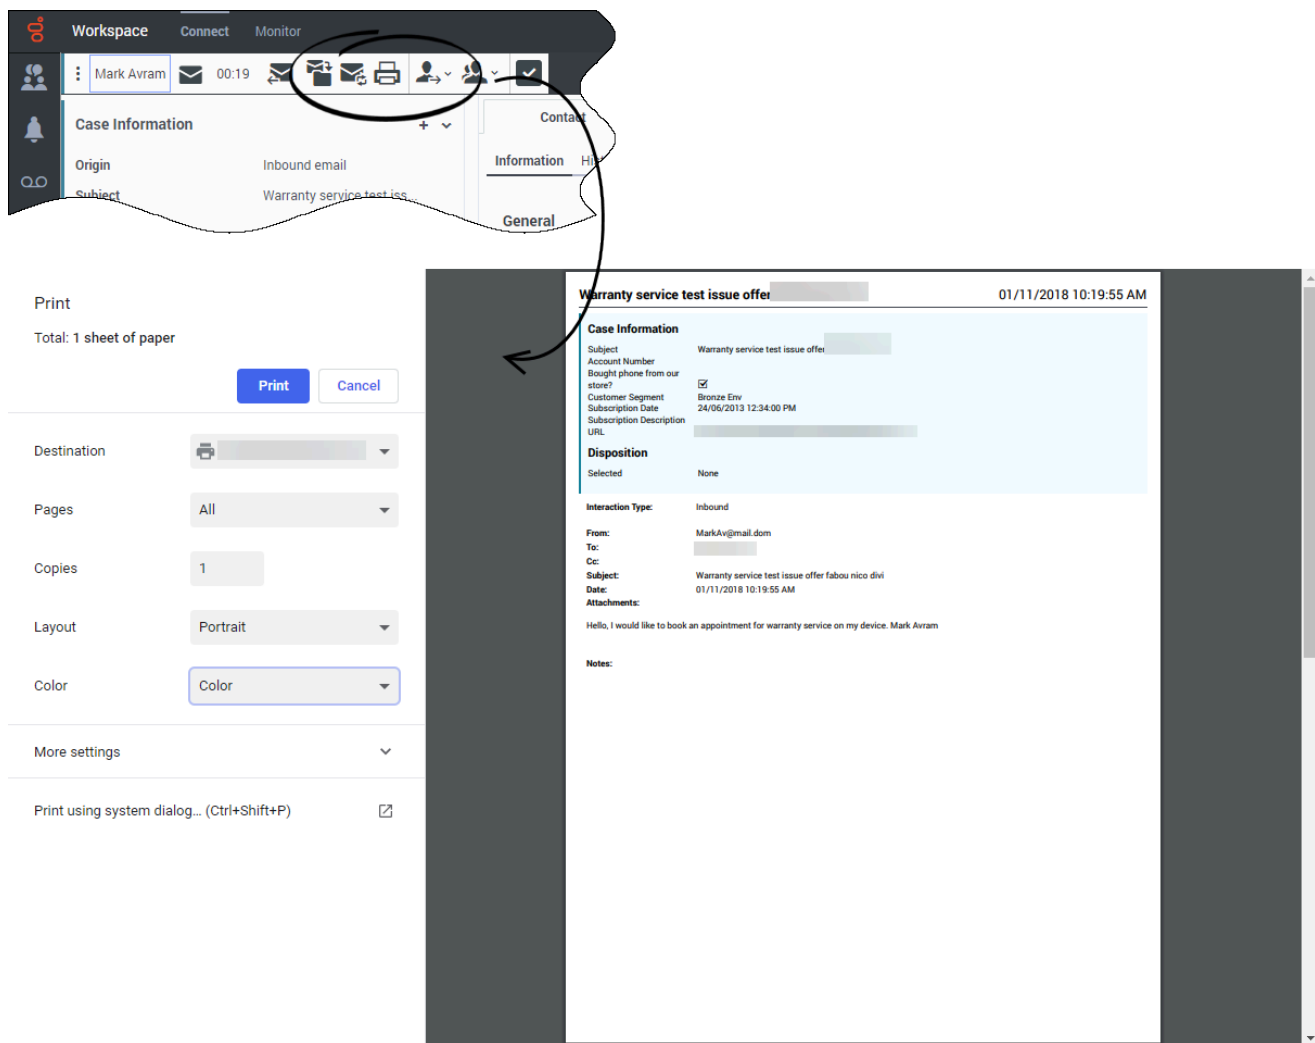 Workspace Connect Monitor
Mark Avram 00:19
Case Information
Origin Inbound email
Subject Warranty service test iss...
Contact
Information
General
Print
Total: 1 sheet of paper
Print Cancel
Destination
Pages All
Copies 1
Layout Portrait
Color Color
More settings
Print using system dialog... (Ctrl+Shift+P)
Warranty service test issue offer 01/11/2018 10:19:55 AM
Case Information
Subject Warranty service test issue offer
Account Number
Bought phone from our
store?
Customer Segment Bronze Env
Subscription Date 24/06/2013 12:34:00 PM
Subscription Description
URL
Disposition
Selected None
Interaction Type: Inbound
From: MarkAv@mail.dom
To:
Cc:
Subject: Warranty service test issue offer fabou nico divi
Date: 01/11/2018 10:19:55 AM
Attachments:
Hello, I would like to book an appointment for warranty service on my device. Mark Avram
Notes: